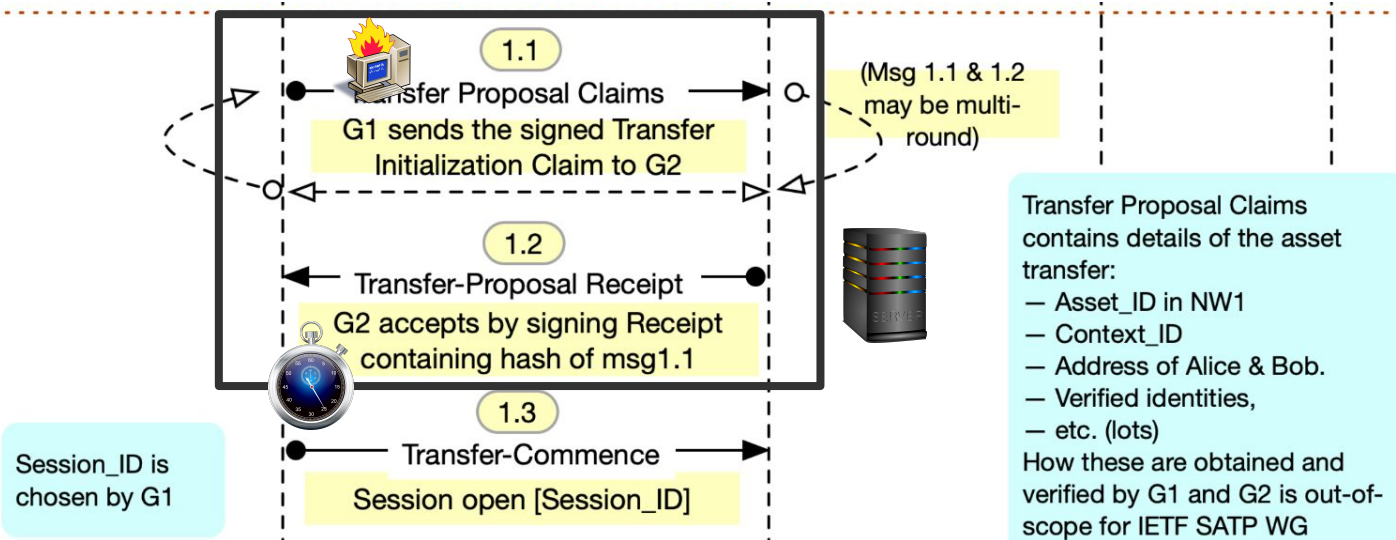 1.1
Transfer Proposal Claims
G1 sends the signed Transfer
Initialization Claim to G2
(Msg 1.1 & 1.2
may be multi-
round)
1.2
Transfer-Proposal Receipt
G2 accepts by signing Receipt
containing hash of msg1.1
SERVER
1.3
Transfer-Commence
Session open [Session_ID]
Session_ID is
chosen by G1
Transfer Proposal Claims
contains details of the asset
transfer:
— Asset_ID in NW1
— Context_ID
— Address of Alice & Bob.
— Verified identities,
— etc. (lots)
How these are obtained and
verified by G1 and G2 is out-of-
scope for IETF SATP WG